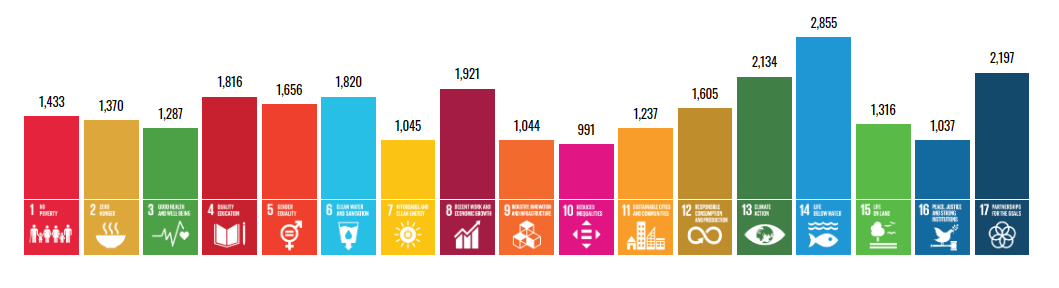 2,855
2,197
2,134
1,921
1,816
1,820
1,656
1,605
1,433
1,370
1,287
1,316
1,237
1,045
1,044
1,037
991
1 NO
POVERTY
2 ZERO
HUNGER
3 GOOD HEALTH
AND WELL-BEING
4 QUALITY
EDUCATION
5 GENDER
EQUALITY
6 CLEAN WATER
AND SANITATION
7 AFFORDABLE AND
CLEAN ENERGY
8 DECENT WORK AND
ECONOMIC GROWTH
9 INDUSTRY, INNOVATION
AND INFRASTRUCTURE
10 REDUCED
INEQUALITIES
11 SUSTAINABLE CITIES
AND COMMUNITIES
12 RESPONSIBLE
CONSUMPTION
AND PRODUCTION
13 CLIMATE
ACTION
14 LIFE
BELOW WATER
15 LIFE
ON LAND
16 PEACE, JUSTICE
AND STRONG
INSTITUTIONS
17 PARTNERSHIPS
FOR THE GOALS